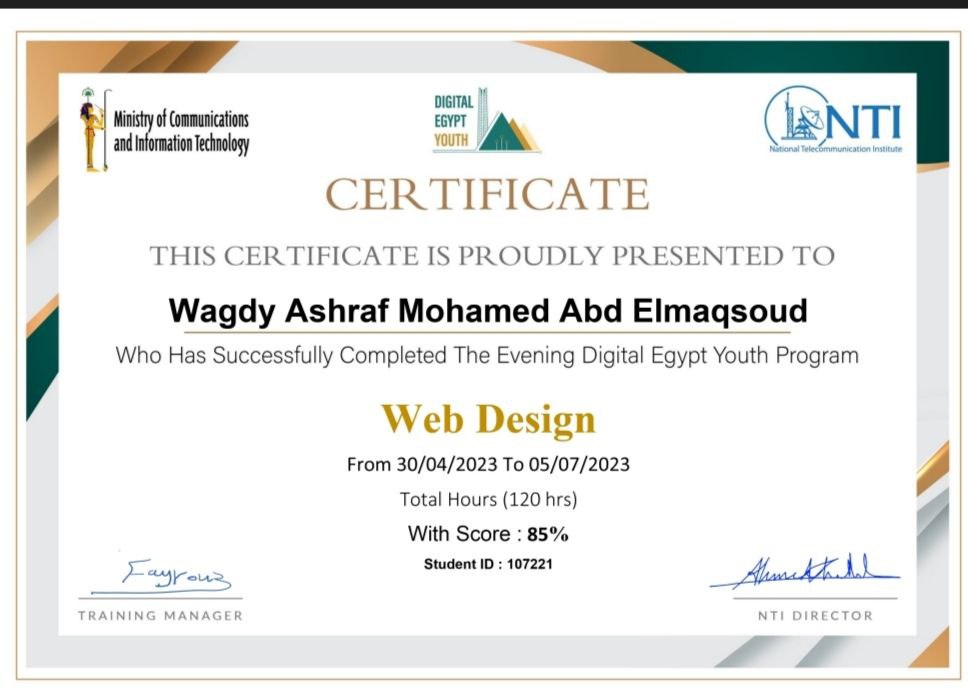 Ministry of Communications
and Information Technology
DIGITAL
EGYPT
YOUTH
NTI
National Telecommunication Institute
CERTIFICATE
THIS CERTIFICATE IS PROUDLY PRESENTED TO
Wagdy Ashraf Mohamed Abd Elmaqsoud
Who Has Successfully Completed The Evening Digital Egypt Youth Program
Web Design
From 30/04/2023 To 05/07/2023
Total Hours (120 hrs)
With Score : 85%
Student ID : 107221
Fayrouz
TRAINING MANAGER
NTI DIRECTOR